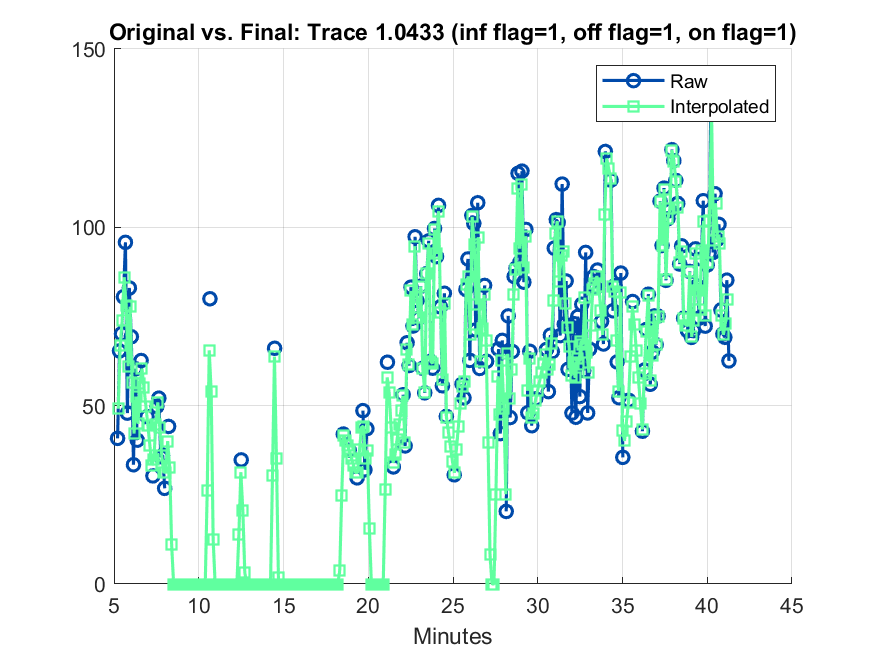 Original vs. Final: Trace 1.0433 (inf flag=1, off flag=1, on flag=1)
150
Raw
Interpolated
100
50
0
5 10 15 20 25 30 35 40 45
Minutes